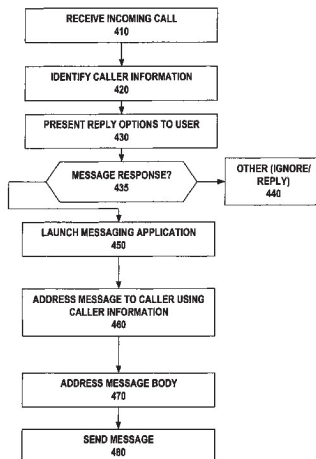 RECEIVE INCOMING CALL
410
IDENTIFY CALLER INFORMATION
420
PRESENT REPLY OPTIONS TO USER
430
MESSAGE RESPONSE?
435
OTHER (IGNORE/
REPLY)
440
LAUNCH MESSAGING APPLICATION
450
ADDRESS MESSAGE TO CALLER USING
CALLER INFORMATION
460
ADDRESS MESSAGE BODY
470
SEND MESSAGE
480